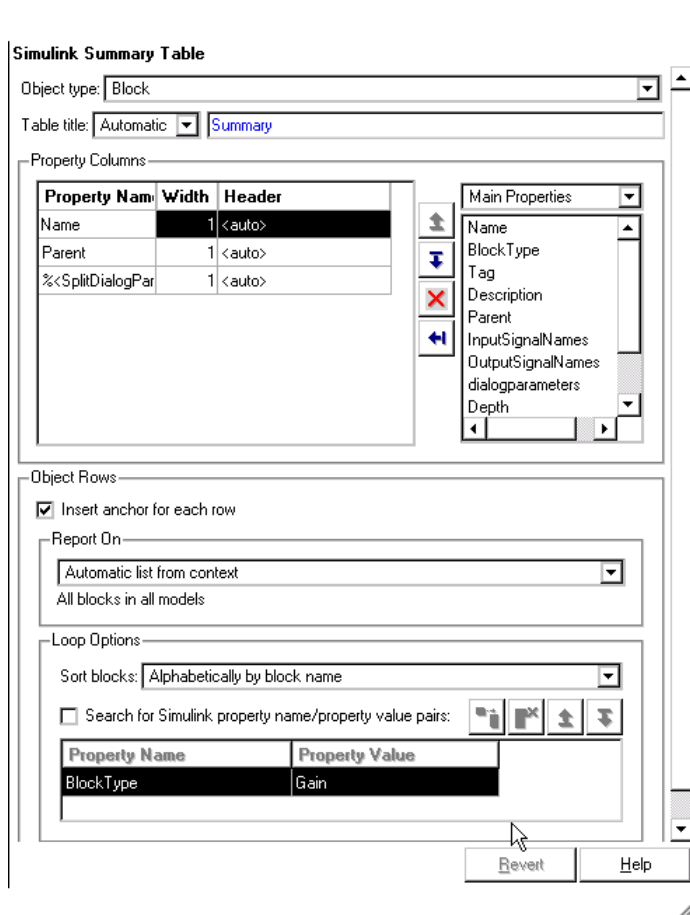 Simulink Summary Table
Object type: Block
Table title: Automatic Summary
Property Columns
Property Nam Width Header
Name 1 <auto>
Parent 1 <auto>
%<SplitDialogPar 1 <auto>
Main Properties
Name
BlockType
Tag
Description
Parent
InputSignalNames
OutputSignalNames
dialogparameters
Depth
Object Rows
Insert anchor for each row
Report On
Automatic list from context
All blocks in all models
Loop Options
Sort blocks: Alphabetically by block name
Search for Simulink property name/property value pairs:
Property Name Property Value
BlockType Gain
Revert Help